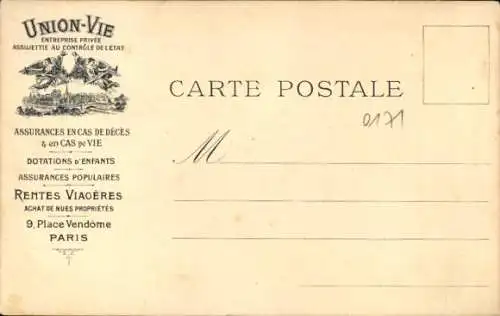 UNION-VIE
ENTREPRISE PRIVÉE
ASSUJETTIE AU CONTRÔLE DE L'ÉTAT
ASSURANCES EN CAS DE DÉCÈS
& en CAS DE VIE
DOTATIONS D'ENFANTS
ASSURANCES POPULAIRES
RENTES VIAGÈRES
ACHAT DE NUES PROPRIÉTÉS
9, Place Vendôme
PARIS
CARTE POSTALE
0171
M